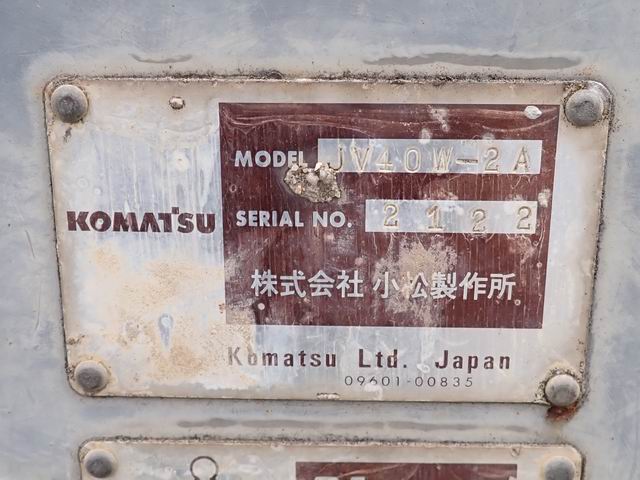 MODEL JV40W-2A
KOMATSU
SERIAL NO. 2122
株式会社 小松製作所
Komatsu Ltd. Japan
09601-00835